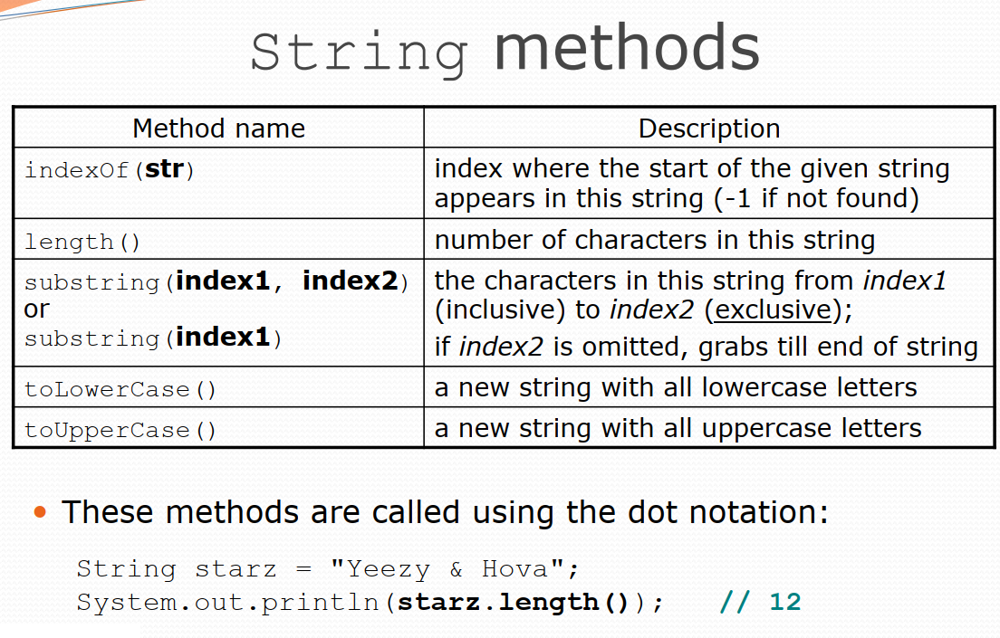 String methods
Method name
Description
indexOf(str)
index where the start of the given string
appears in this string (-1 if not found)
length()
number of characters in this string
substring(index1, index2)
or
substring(index1)
the characters in this string from index1
(inclusive) to index2 (exclusive);
if index2 is omitted, grabs till end of string
toLowerCase()
a new string with all lowercase letters
toUpperCase()
a new string with all uppercase letters
• These methods are called using the dot notation:
String starz = "Yeezy & Hova";
System.out.println(starz.length()); // 12